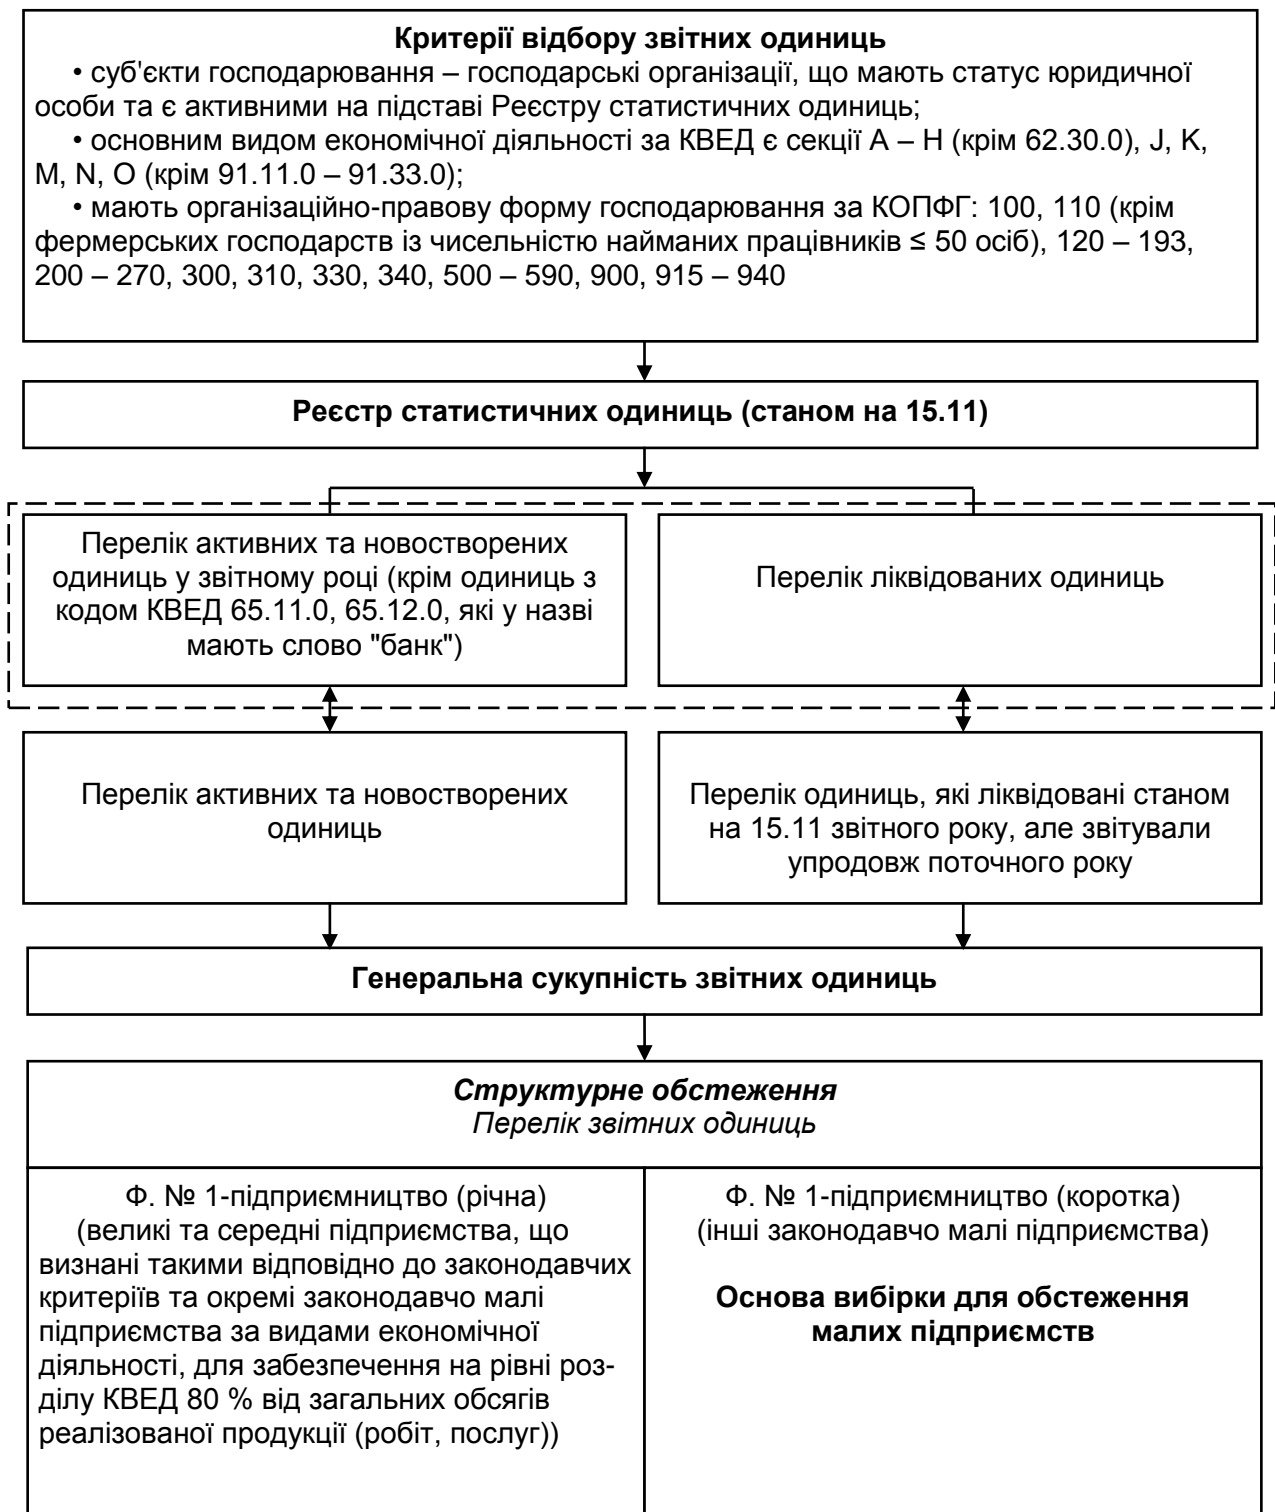 Критерії відбору звітних одиниць
• суб'єкти господарювання – господарські організації, що мають статус юридичної
особи та є активними на підставі Реєстру статистичних одиниць;
• основним видом економічної діяльності за КВЕД є секції A – H (крім 62.30.0), J, K,
M, N, O (крім 91.11.0 – 91.33.0);
• мають організаційно-правову форму господарювання за КОПФГ: 100, 110 (крім
фермерських господарств із чисельністю найманих працівників ≤ 50 осіб), 120 – 193,
200 – 270, 300, 310, 330, 340, 500 – 590, 900, 915 – 940
Реєстр статистичних одиниць (станом на 15.11)
Перелік активних та новостворених
одиниць у звітному році (крім одиниць з
кодом КВЕД 65.11.0, 65.12.0, які у назві
мають слово "банк")
Перелік ліквідованих одиниць
Перелік активних та новостворених
одиниць
Перелік одиниць, які ліквідовані станом
на 15.11 звітного року, але звітували
упродовж поточного року
Генеральна сукупність звітних одиниць
Структурне обстеження
Перелік звітних одиниць
Ф. № 1-підприємництво (річна)
(великі та середні підприємства, що
визнані такими відповідно до законодавчих
критеріїв та окремі законодавчо малі
підприємства за видами економічної
діяльності, для забезпечення на рівні роз-
ділу КВЕД 80 % від загальних обсягів
реалізованої продукції (робіт, послуг))
Ф. № 1-підприємництво (коротка)
(інші законодавчо малі підприємства)
Основа вибірки для обстеження
малих підприємств